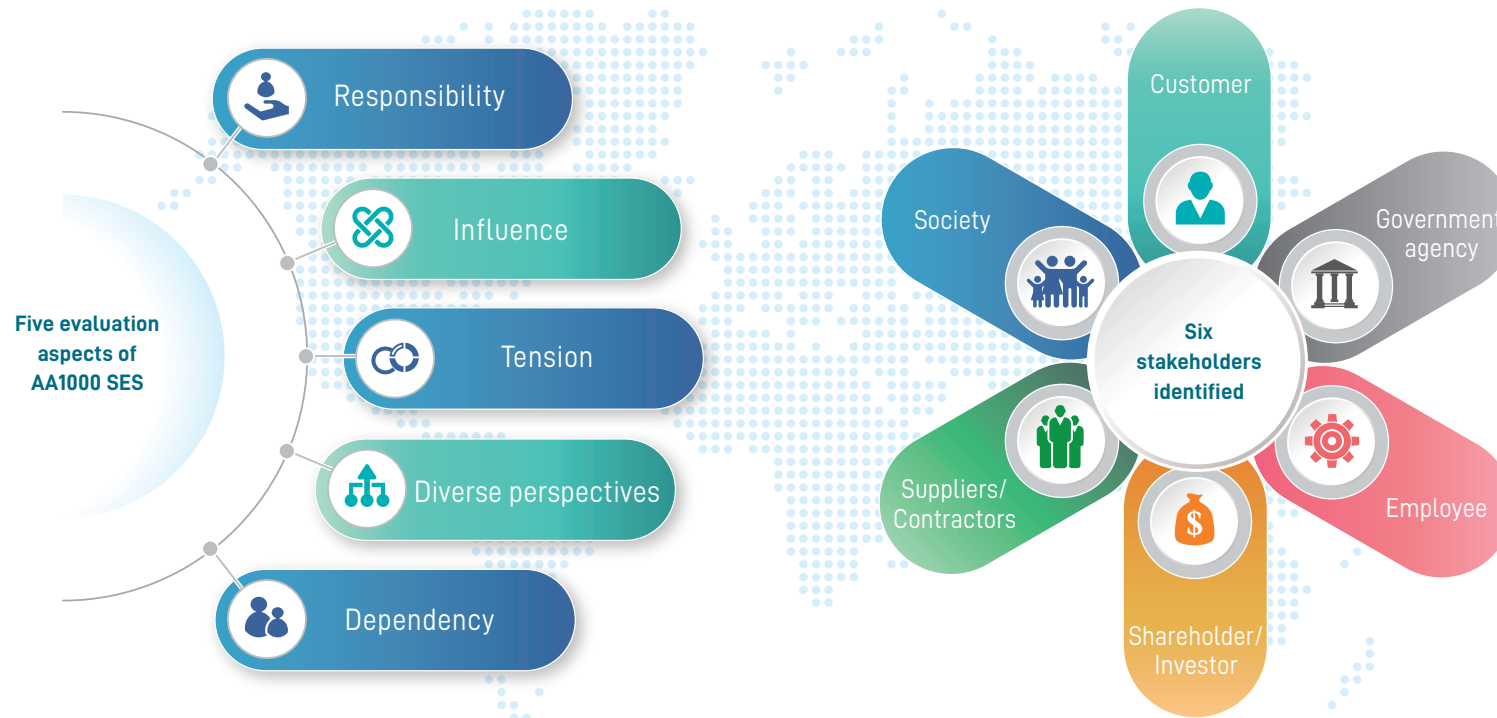 Five evaluation
aspects of
AA1000 SES
Responsibility
Influence
Tension
Diverse perspectives
Dependency
Six
stakeholders
identified
Customer
Government
agency
Employee
Shareholder/
Investor
$
Suppliers/
Contractors
Society